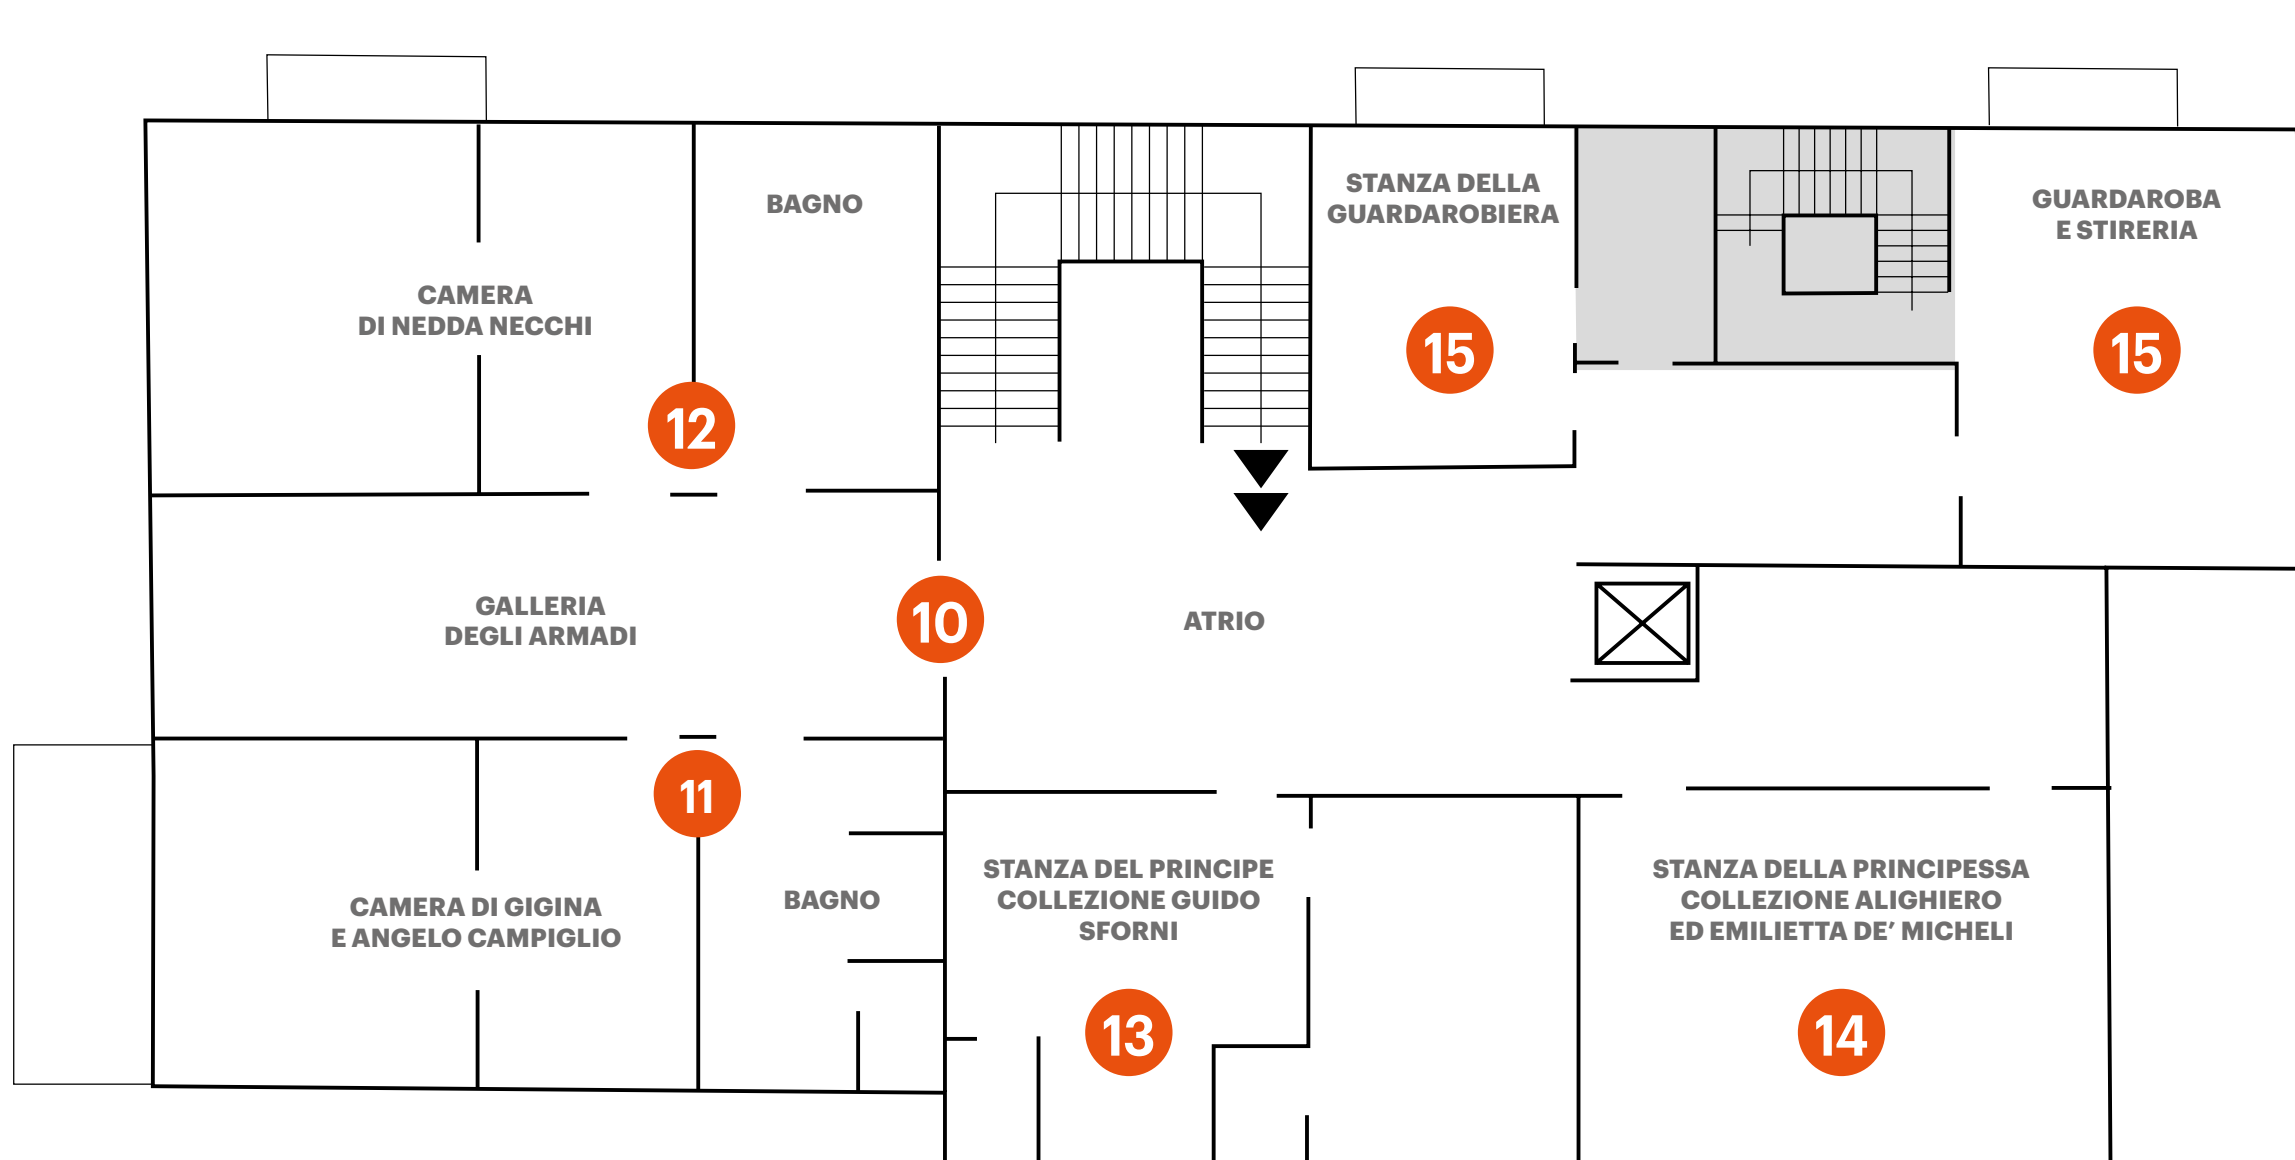 BAGNO
STANZA DELLA
GUARDAROBIERA
GUARDAROBA
E STIRERIA
CAMERA
DI NEDDA NECCHI
15
15
12
GALLERIA
DEGLI ARMADI
10
ATRIO
11
CAMERA DI GIGINA
E ANGELO CAMPIGLIO
BAGNO
STANZA DEL PRINCIPE
COLLEZIONE GUIDO
SFORNI
13
STANZA DELLA PRINCIPESSA
COLLEZIONE ALIGHIERO
ED EMILIETTA DE’ MICHELI
14